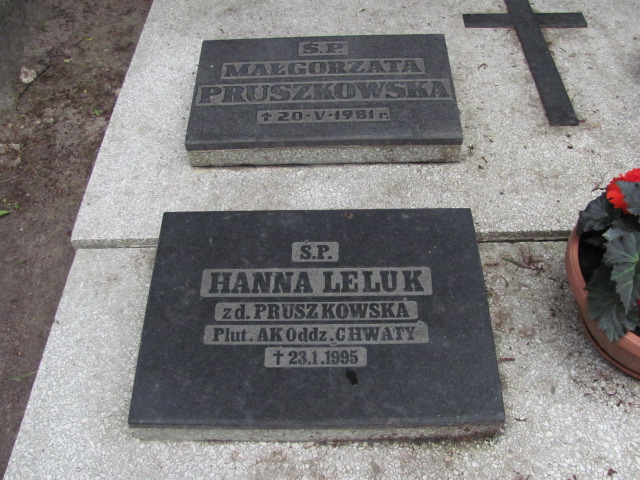 Ś.P.
MAŁGORZATA
PRUSZKOWSKA
† 20·V·1981 r.
Ś.P.
HANNA LELUK
zd. PRUSZKOWSKA
Plut. AK Oddz. CHWATY
† 23.1.1995